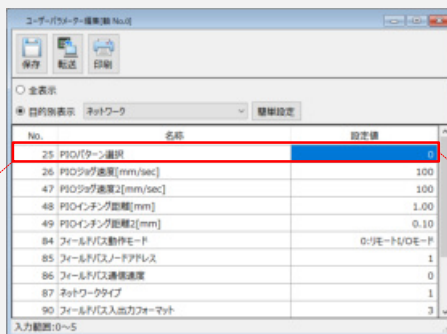 ユーザーパラメーター編集[軸 No.0]
保存 転送 印刷
全表示
目的別表示 ネットワーク 簡単設定
No. 名称 設定値
25 PIOパターン選択 0
26 PIOジョグ速度[mm/sec] 100
47 PIOジョグ速度2[mm/sec] 100
48 PIOインチング距離[mm] 1.00
49 PIOインチング距離2[mm] 0.10
84 フィールドバス動作モード 0:リモートI/Oモード
85 フィールドバスノードアドレス 1
86 フィールドバス通信速度 0
87 ネットワークタイプ 1
90 フィールドバス入出力フォーマット 3
入力範囲:0~5